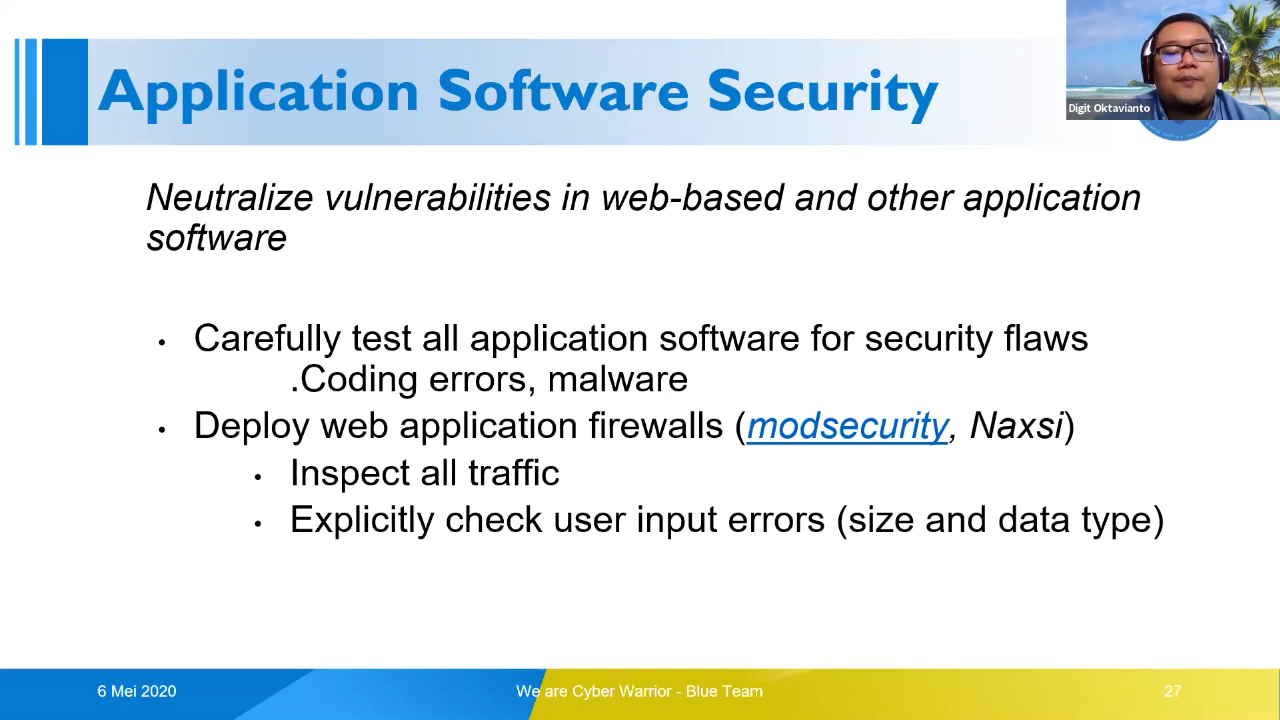 Application Software Security
Digit Oktavianto
Neutralize vulnerabilities in web-based and other application
software
• Carefully test all application software for security flaws
.Coding errors, malware
• Deploy web application firewalls (modsecurity, Naxsi)
• Inspect all traffic
• Explicitly check user input errors (size and data type)
6 Mei 2020
We are Cyber Warrior - Blue Team
27